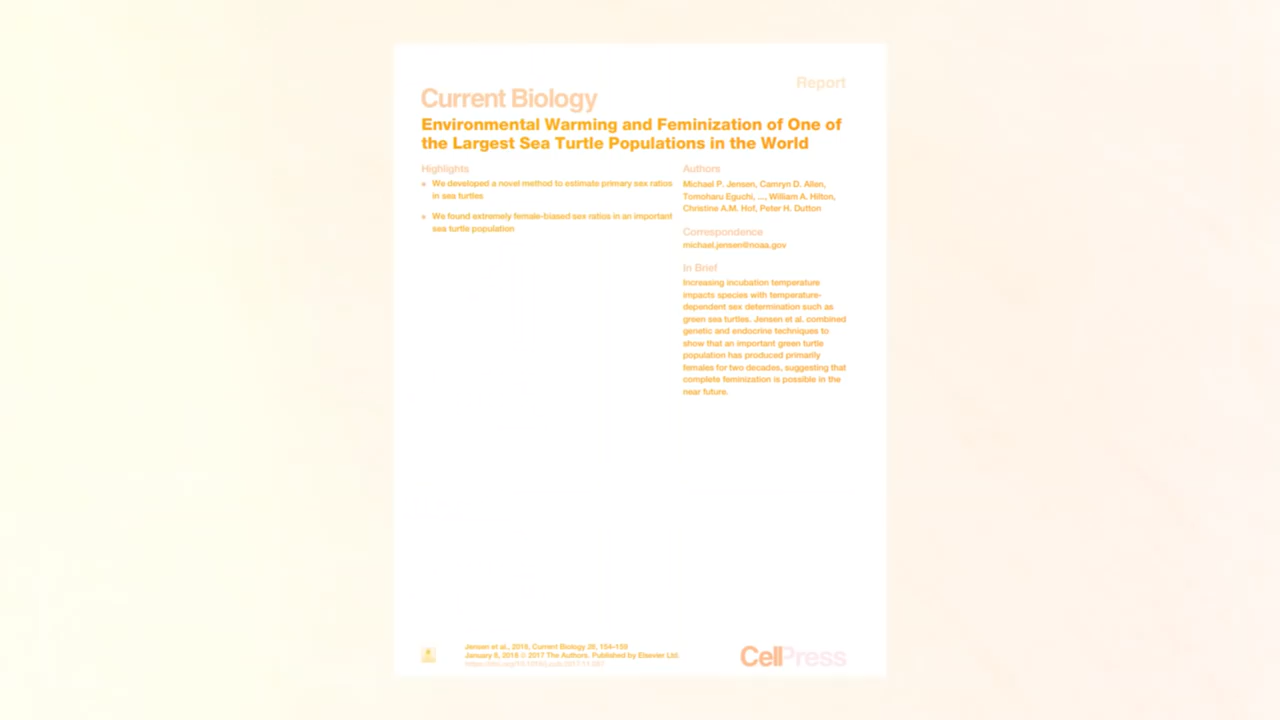 Report
Current Biology
Environmental Warming and Feminization of One of
the Largest Sea Turtle Populations in the World
Highlights
We developed a novel method to estimate primary sex ratios
in sea turtles
We found extremely female-biased sex ratios in an important
sea turtle population
Authors
Michael P. Jensen, Camryn D. Allen,
Tomoharu Eguchi, ..., William A. Hilton,
Christine A.M. Hof, Peter H. Dutton
Correspondence
michael.jensen@noaa.gov
In Brief
Increasing incubation temperature
impacts species with temperature-
dependent sex determination such as
green sea turtles. Jensen et al. combined
genetic and endocrine techniques to
show that an important green turtle
population has produced primarily
females for two decades, suggesting that
complete feminization is possible in the
near future.
Jensen et al., 2018, Current Biology 28, 154–159
January 8, 2018 © 2017 The Authors. Published by Elsevier Ltd.
CellPress